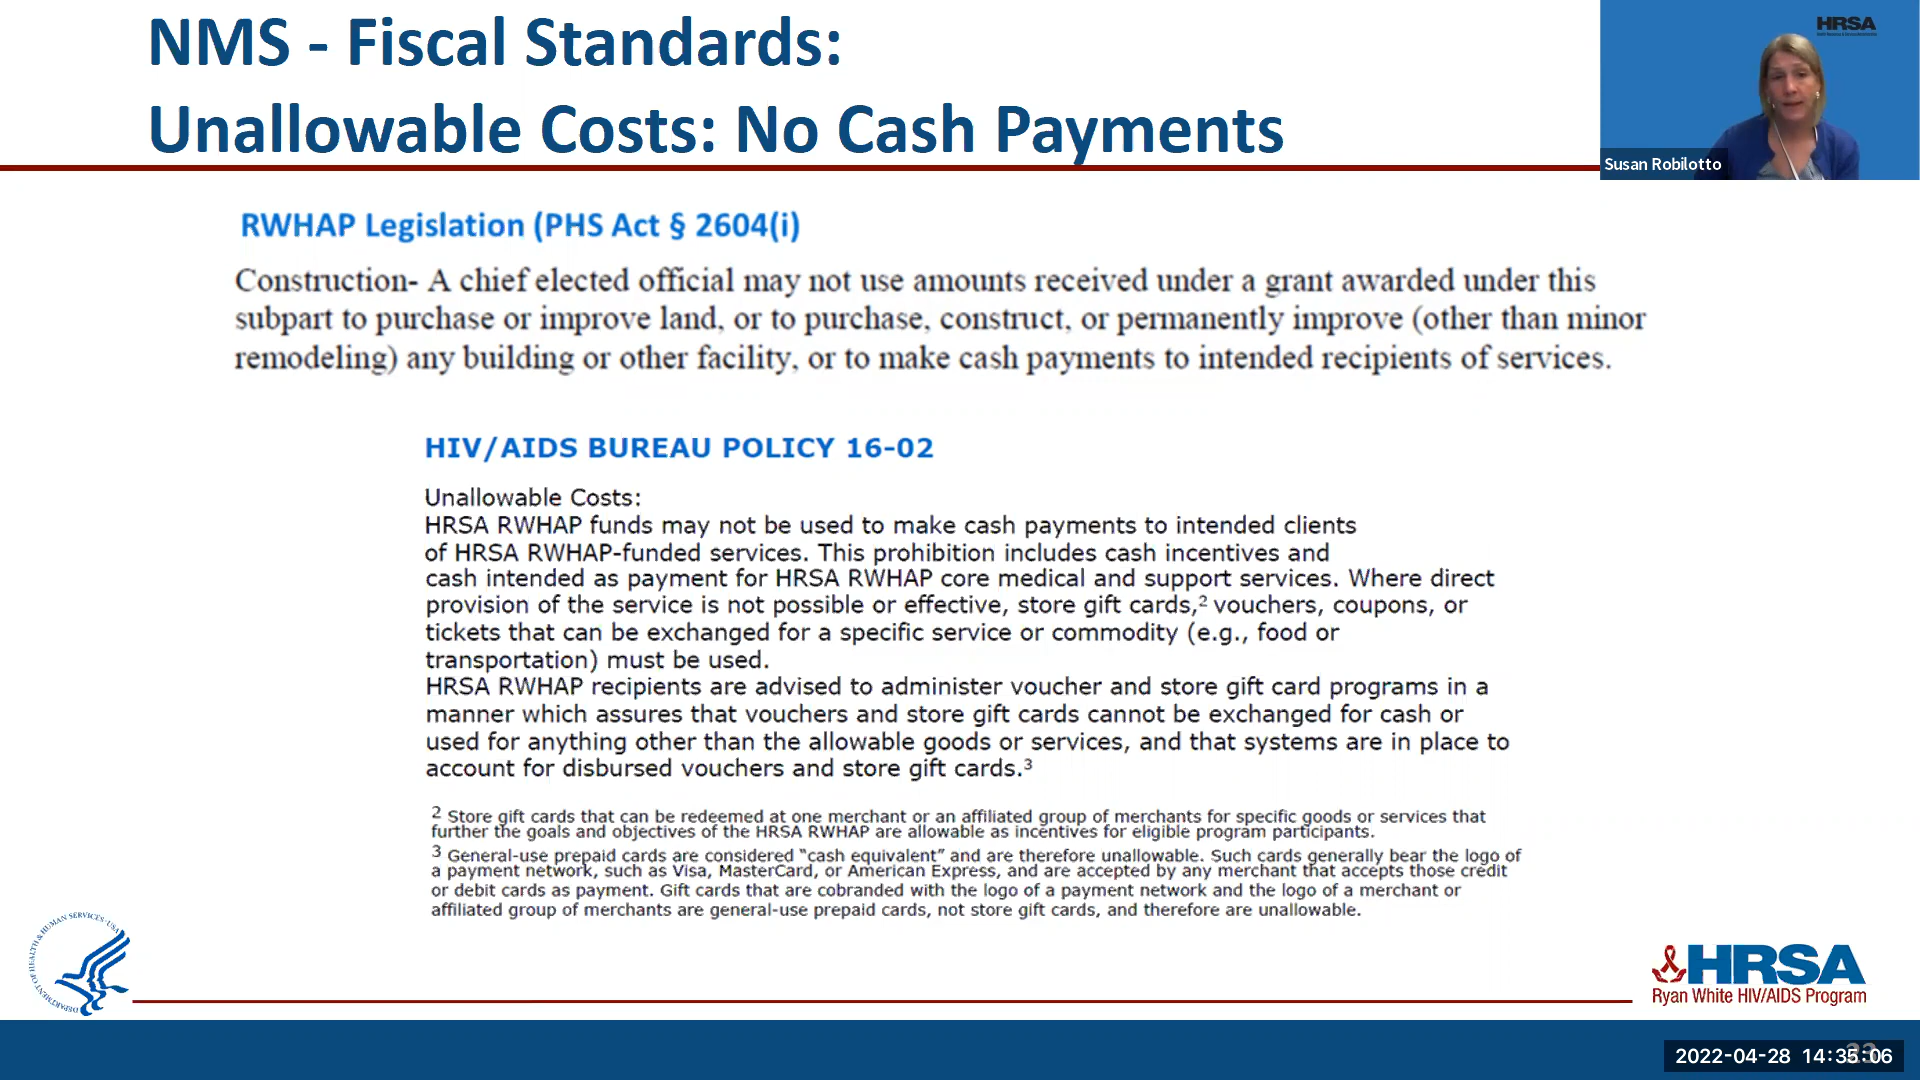 NMS - Fiscal Standards:
Unallowable Costs: No Cash Payments
HRSA
Susan Robilotto
RWHAP Legislation (PHS Act § 2604(i)
Construction- A chief elected official may not use amounts received under a grant awarded under this
subpart to purchase or improve land, or to purchase, construct, or permanently improve (other than minor
remodeling) any building or other facility, or to make cash payments to intended recipients of services.
HIV/AIDS BUREAU POLICY 16-02
Unallowable Costs:
HRSA RWHAP funds may not be used to make cash payments to intended clients
of HRSA RWHAP-funded services. This prohibition includes cash incentives and
cash intended as payment for HRSA RWHAP core medical and support services. Where direct
provision of the service is not possible or effective, store gift cards,² vouchers, coupons, or
tickets that can be exchanged for a specific service or commodity (e.g., food or
transportation) must be used.
HRSA RWHAP recipients are advised to administer voucher and store gift card programs in a
manner which assures that vouchers and store gift cards cannot be exchanged for cash or
used for anything other than the allowable goods or services, and that systems are in place to
account for disbursed vouchers and store gift cards.³
² Store gift cards that can be redeemed at one merchant or an affiliated group of merchants for specific goods or services that
further the goals and objectives of the HRSA RWHAP are allowable as incentives for eligible program participants.
³ General-use prepaid cards are considered “cash equivalent” and are therefore unallowable. Such cards generally bear the logo of
a payment network, such as Visa, MasterCard, or American Express, and are accepted by any merchant that accepts those credit
or debit cards as payment. Gift cards that are cobranded with the logo of a payment network and the logo of a merchant or
affiliated group of merchants are general-use prepaid cards, not store gift cards, and therefore are unallowable.
DEPARTMENT OF HEALTH & HUMAN SERVICES·USA
HRSA
Ryan White HIV/AIDS Program
2022-04-28 14:35:06